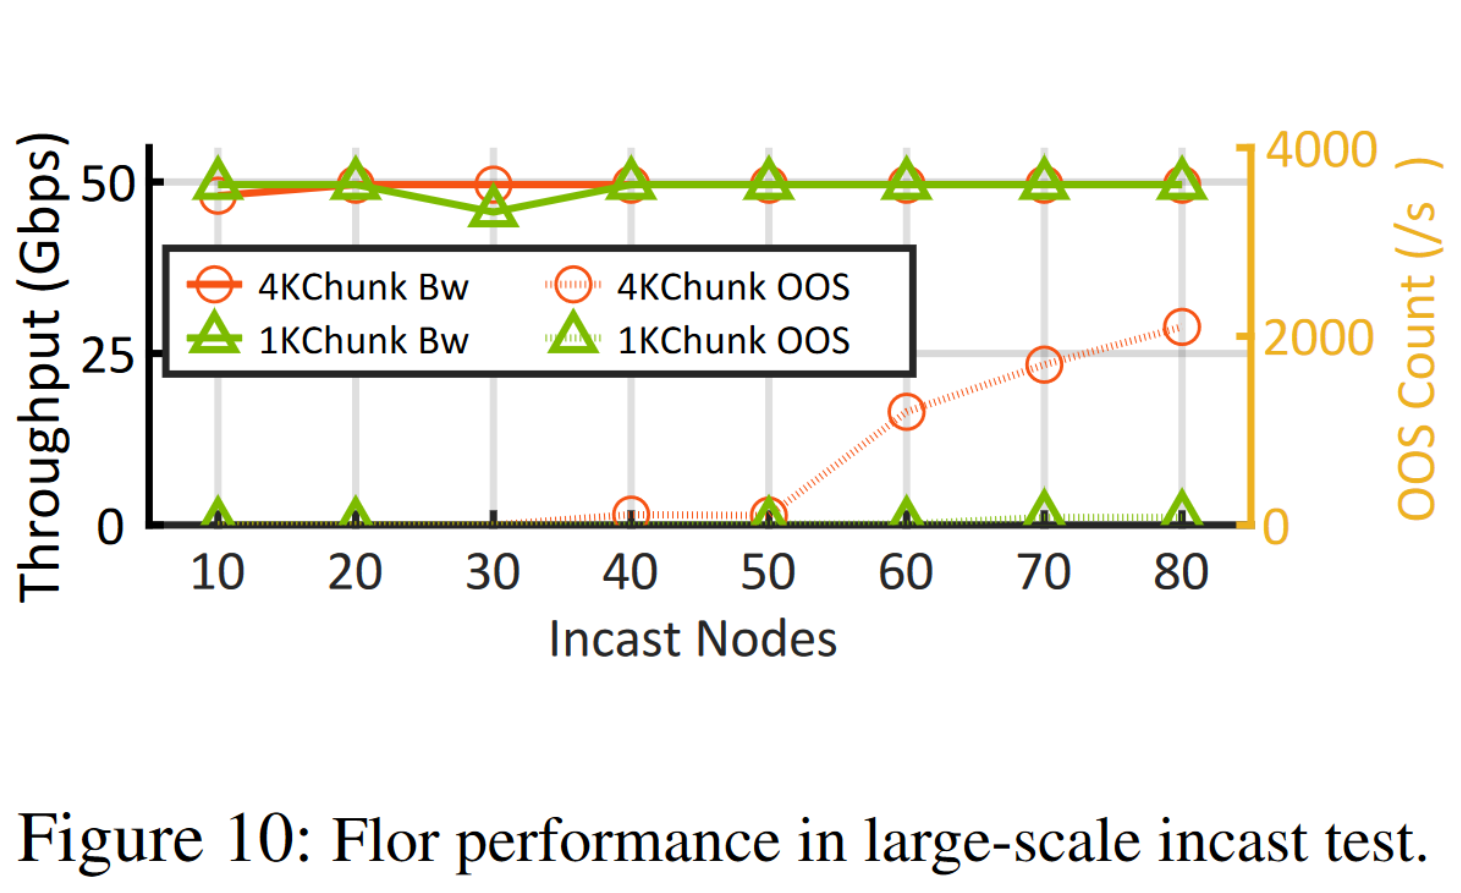 Throughput (Gbps)
50
25
0
4KChunk Bw
4KChunk OOS
1KChunk Bw
1KChunk OOS
4000
2000
0
OOS Count (/s )
10 20 30 40 50 60 70 80
Incast Nodes
Figure 10: Flor performance in large-scale incast test.